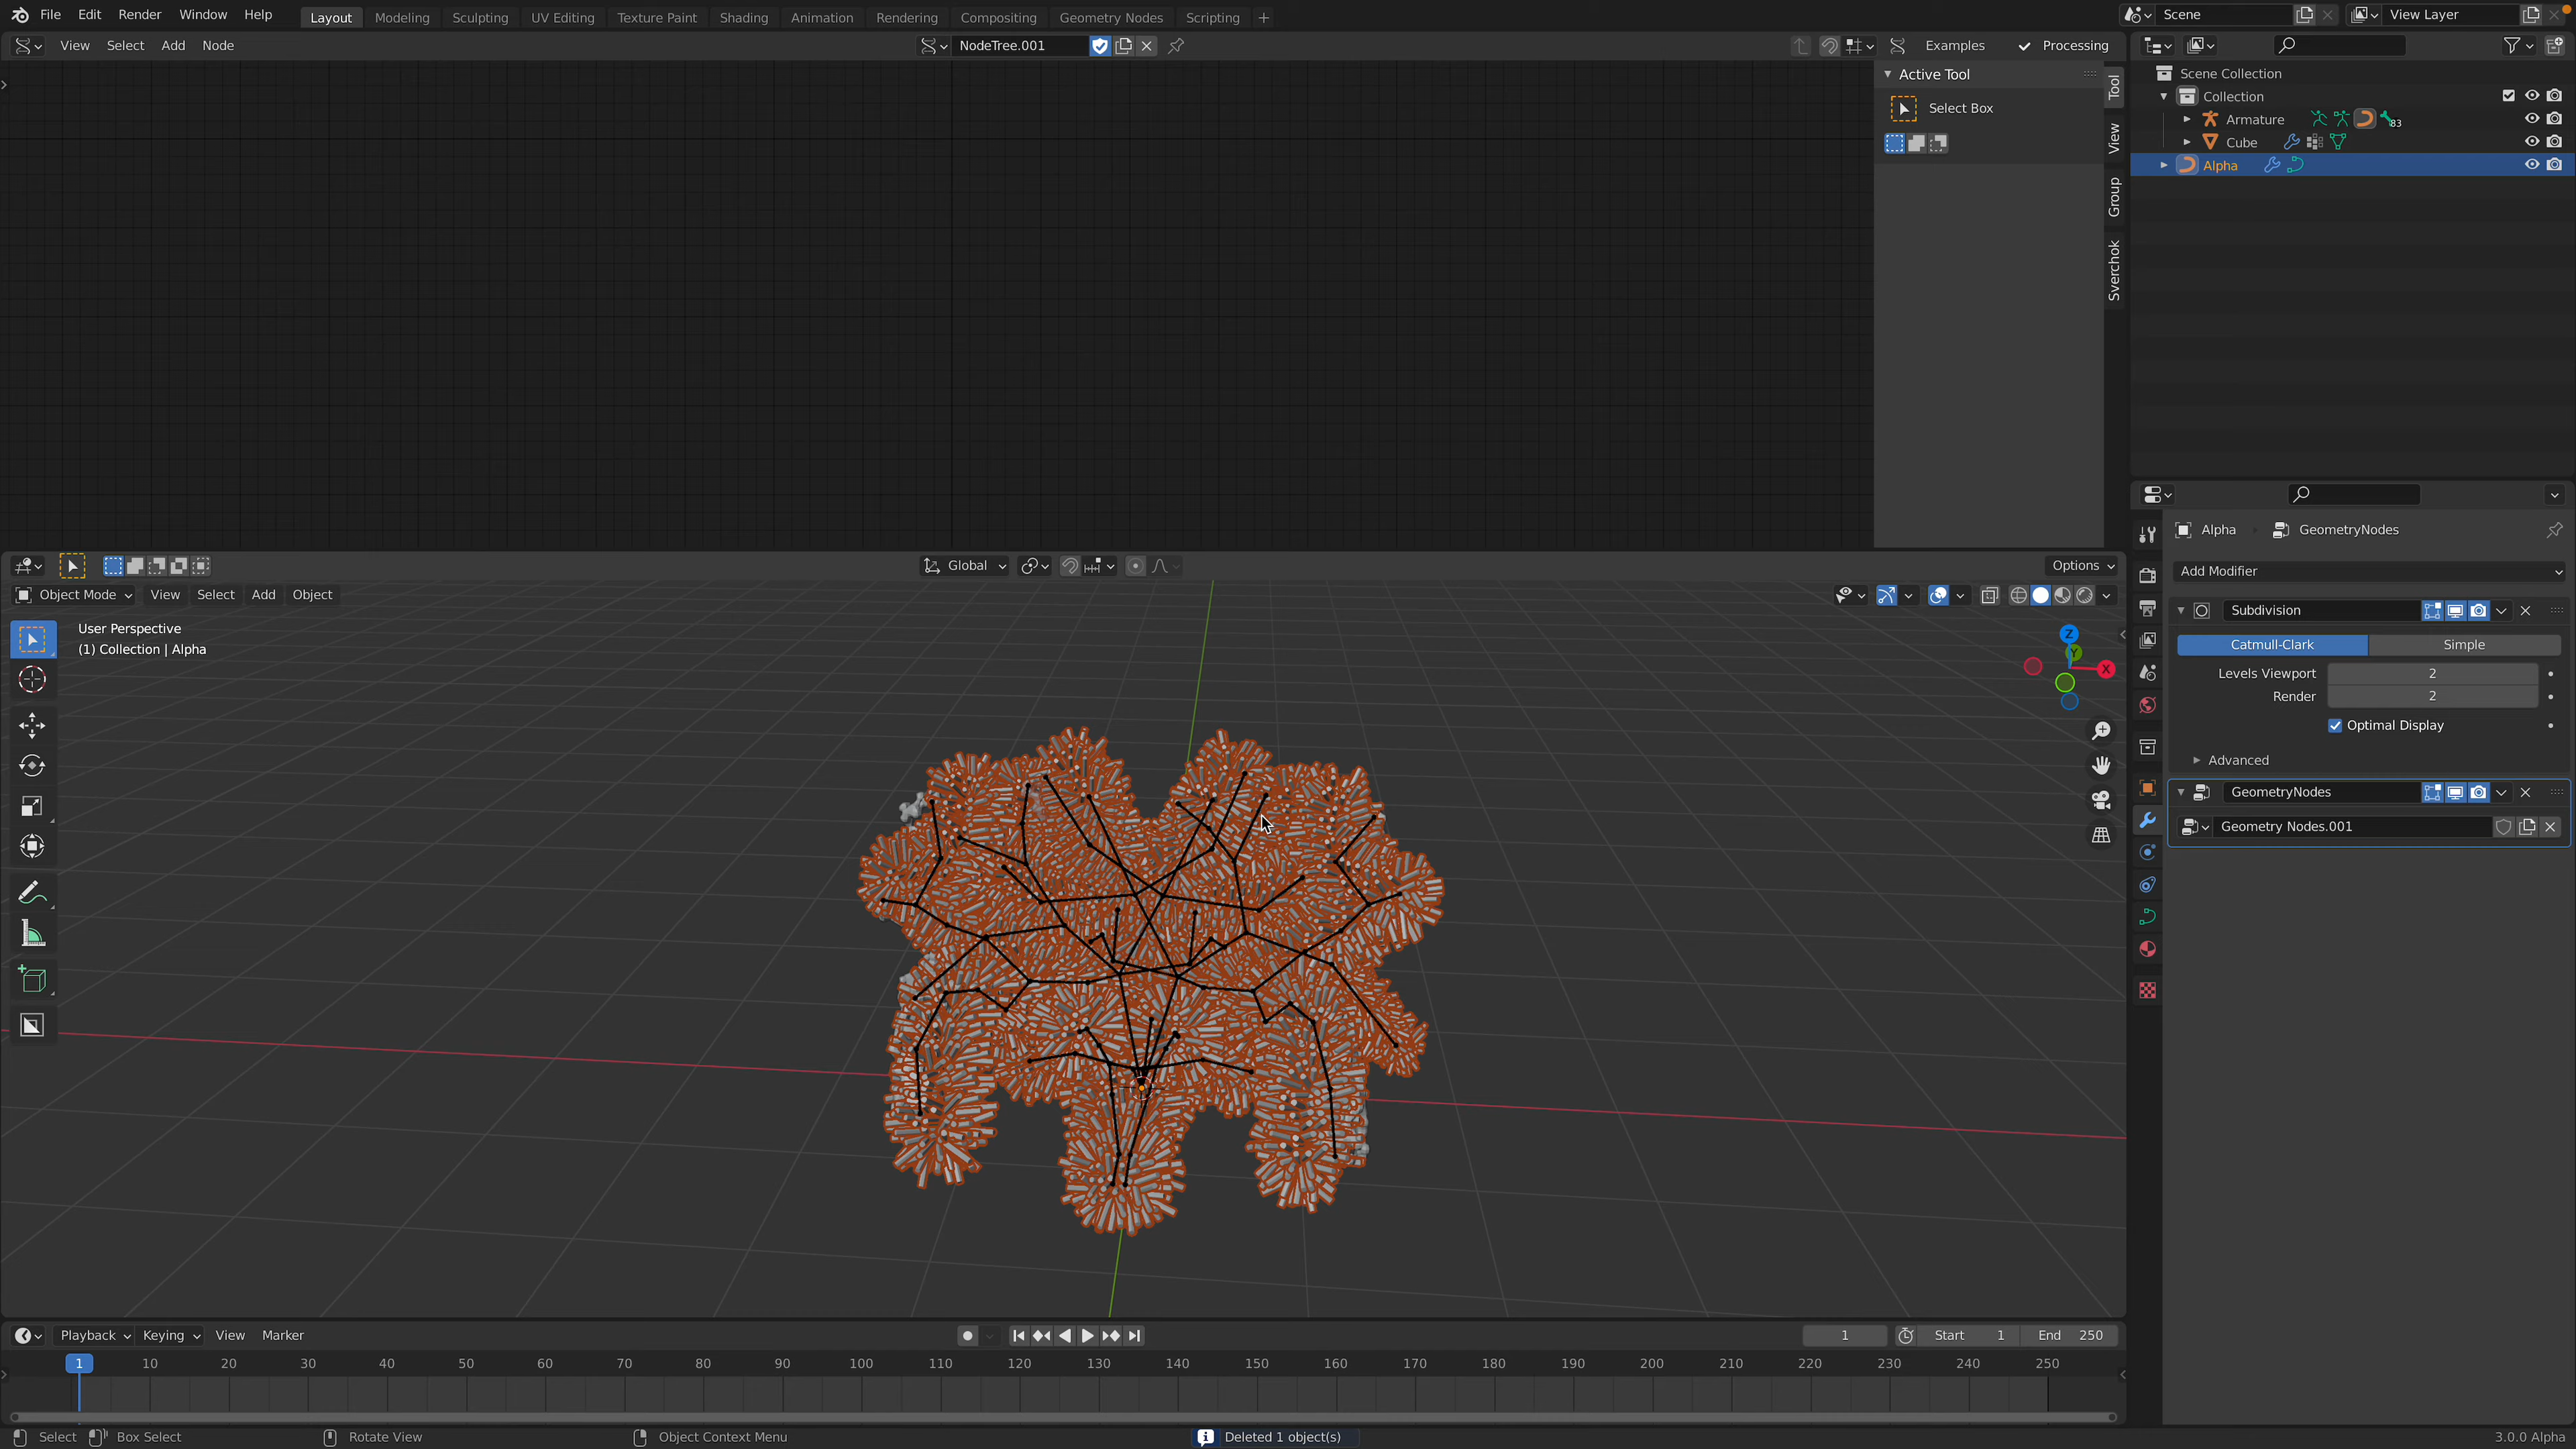 File Edit Render Window Help Layout Modeling Sculpting UV Editing Texture Paint Shading Animation Rendering Compositing Geometry Nodes Scripting + Scene View Layer
View Select Add Node NodeTree.001 Examples Processing
Active Tool
Select Box
Tool
View
Group
Sverchok
Scene Collection
Collection
Armature 83
Cube
Alpha
Alpha GeometryNodes
Add Modifier
Subdivision
Catmull-Clark Simple
Levels Viewport 2
Render 2
Optimal Display
Advanced
GeometryNodes
Geometry Nodes.001
Global Options
Object Mode View Select Add Object
User Perspective
(1) Collection | Alpha
Z
Y
X
Playback Keying View Marker 1 Start 1 End 250
1 10 20 30 40 50 60 70 80 90 100 110 120 130 140 150 160 170 180 190 200 210 220 230 240 250
Select Box Select Rotate View Object Context Menu Deleted 1 object(s) 3.0.0 Alpha